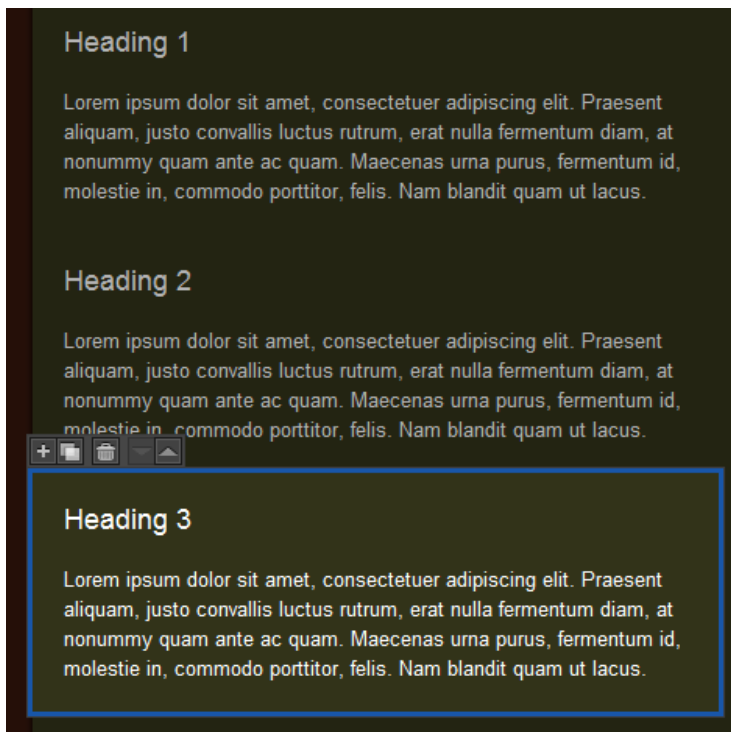 Heading 1
Lorem ipsum dolor sit amet, consectetuer adipiscing elit. Praesent
aliquam, justo convallis luctus rutrum, erat nulla fermentum diam, at
nonummy quam ante ac quam. Maecenas urna purus, fermentum id,
molestie in, commodo porttitor, felis. Nam blandit quam ut lacus.
Heading 2
Lorem ipsum dolor sit amet, consectetuer adipiscing elit. Praesent
aliquam, justo convallis luctus rutrum, erat nulla fermentum diam, at
nonummy quam ante ac quam. Maecenas urna purus, fermentum id,
molestie in, commodo porttitor, felis. Nam blandit quam ut lacus.
Heading 3
Lorem ipsum dolor sit amet, consectetuer adipiscing elit. Praesent
aliquam, justo convallis luctus rutrum, erat nulla fermentum diam, at
nonummy quam ante ac quam. Maecenas urna purus, fermentum id,
molestie in, commodo porttitor, felis. Nam blandit quam ut lacus.